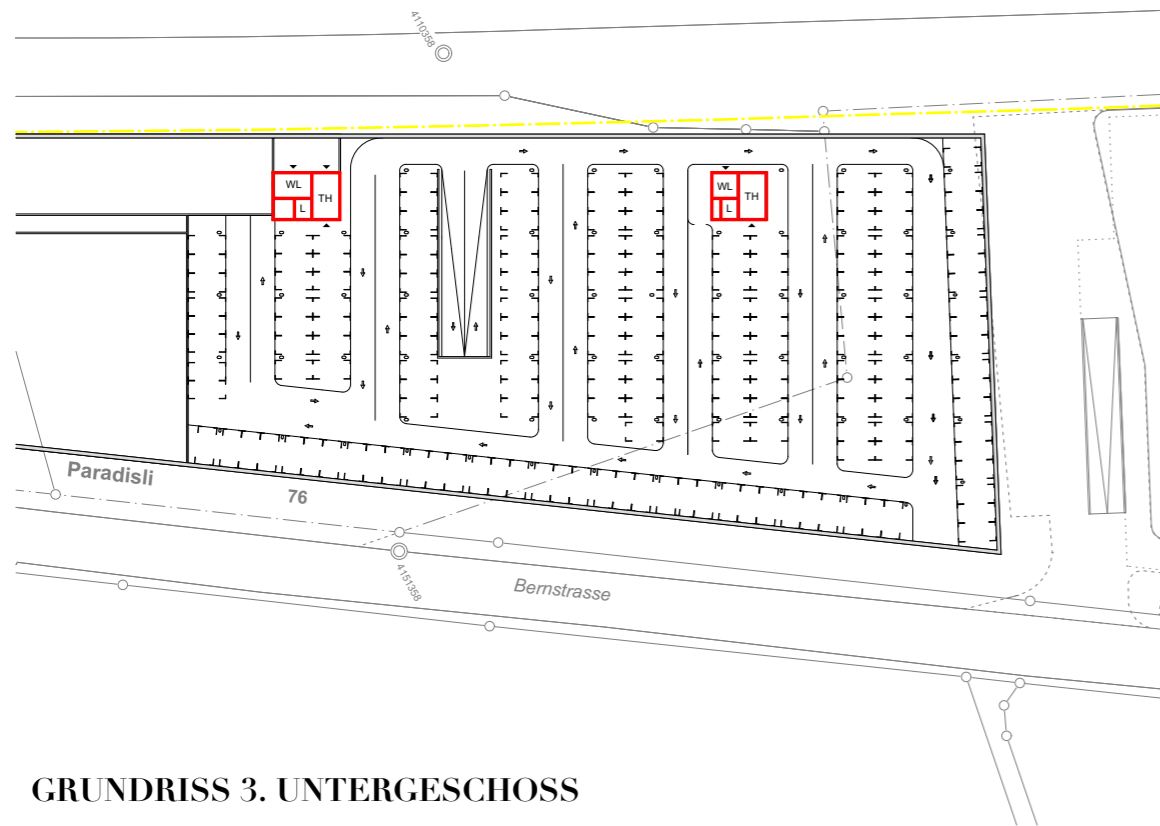 4110358
WL
TH
L
WL
TH
L
Paradisli
76
4151358
Bernstrasse
GRUNDRISS 3. UNTERGESCHOSS